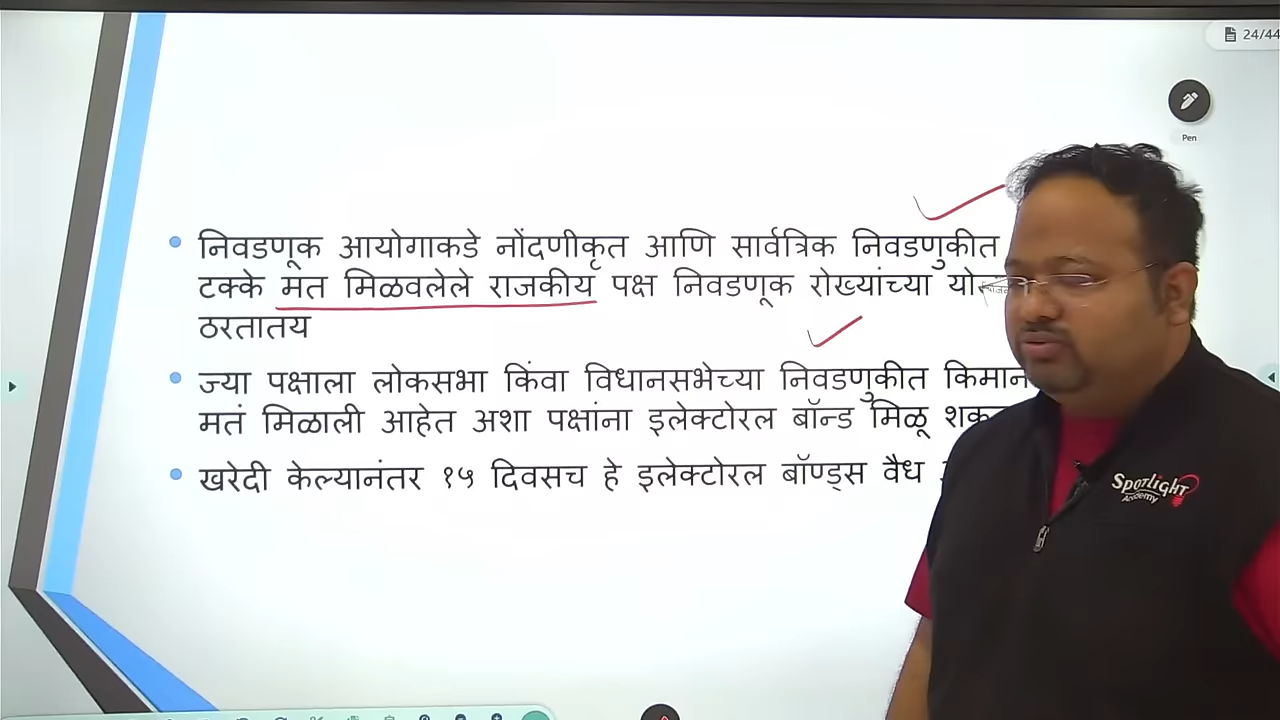 24/44
Pen
निवडणूक आयोगाकडे नोंदणीकृत आणि सार्वत्रिक निवडणुकीत
टक्के मत मिळवलेले राजकीय पक्ष निवडणूक रोख्यांच्या
ठरतातय
ज्या पक्षाला लोकसभा किंवा विधानसभेच्या निवडणुकीत
मतं मिळाली आहेत अशा पक्षांना इलेक्टोरल बॉन्ड मिळू
खरेदी केल्यानंतर १५ दिवसच हे इलेक्टोरल बॉण्ड्स वैध
SPOTLIGHT
Academy